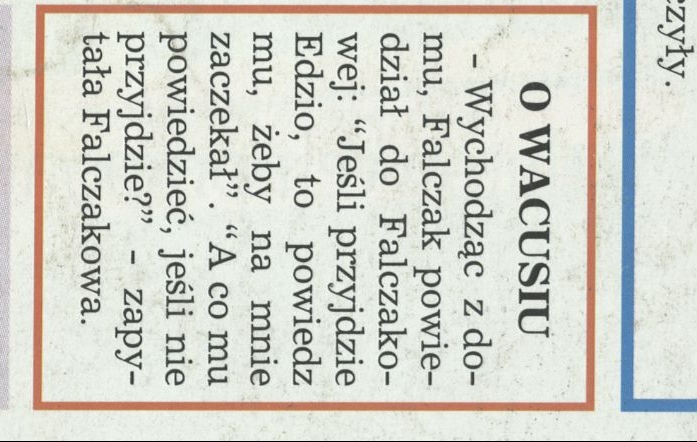 czyły.
O WACUSIU
- Wychodząc z do-
mu, Falczak powie-
dział do Falczako-
wej: “Jeśli przyjdzie
Edzio, to powiedz
mu, żeby na mnie
zaczekał”. “A co mu
powiedzieć, jeśli nie
przyjdzie?” - zapy-
tała Falczakowa.